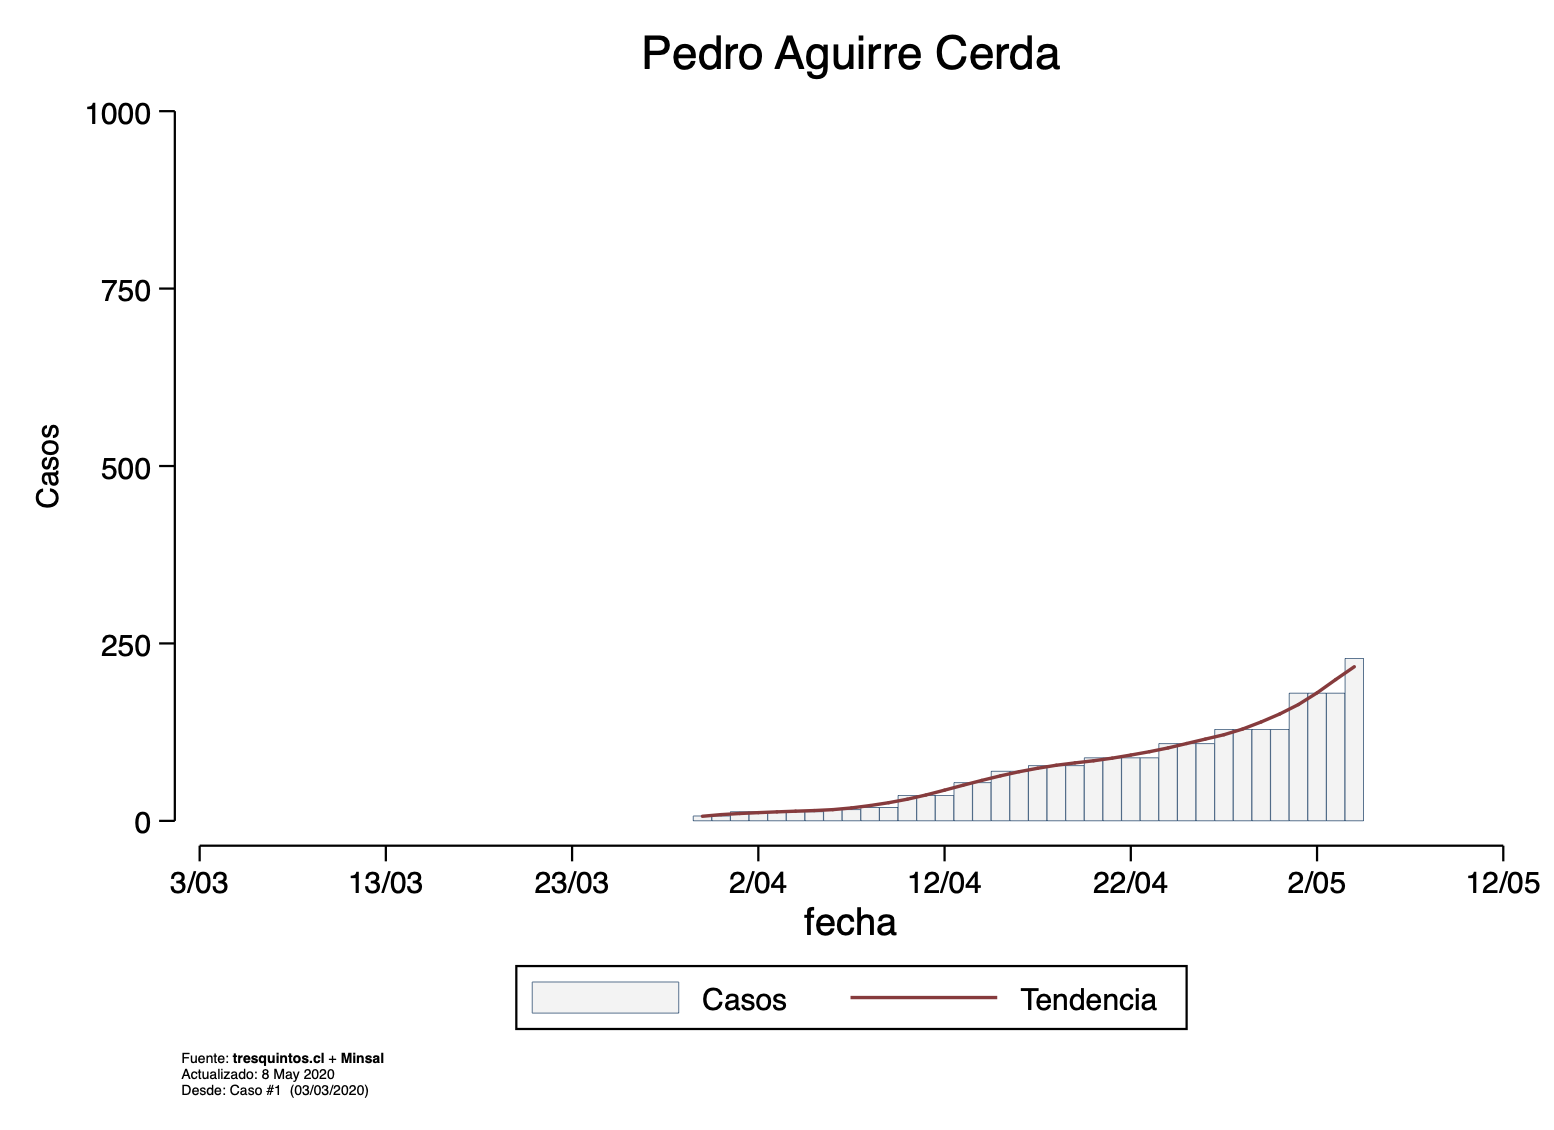 Pedro Aguirre Cerda
1000
750
500
250
0
Casos
3/03 13/03 23/03 2/04 12/04 22/04 2/05 12/05
fecha
Casos Tendencia
Fuente: tresquintos.cl + Minsal
Actualizado: 8 May 2020
Desde: Caso #1 (03/03/2020)